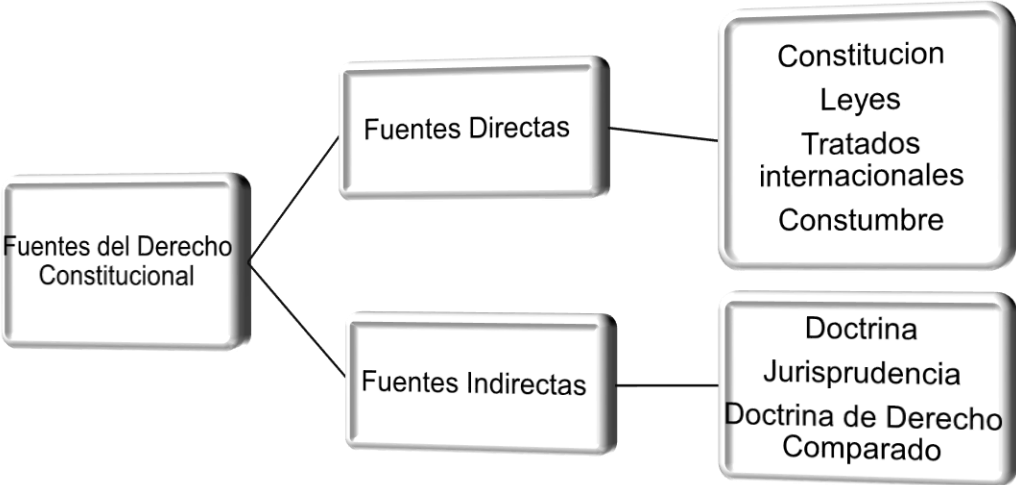 Fuentes del Derecho
Constitucional
Fuentes Directas
Constitucion
Leyes
Tratados
internacionales
Constumbre
Fuentes Indirectas
Doctrina
Jurisprudencia
Doctrina de Derecho
Comparado